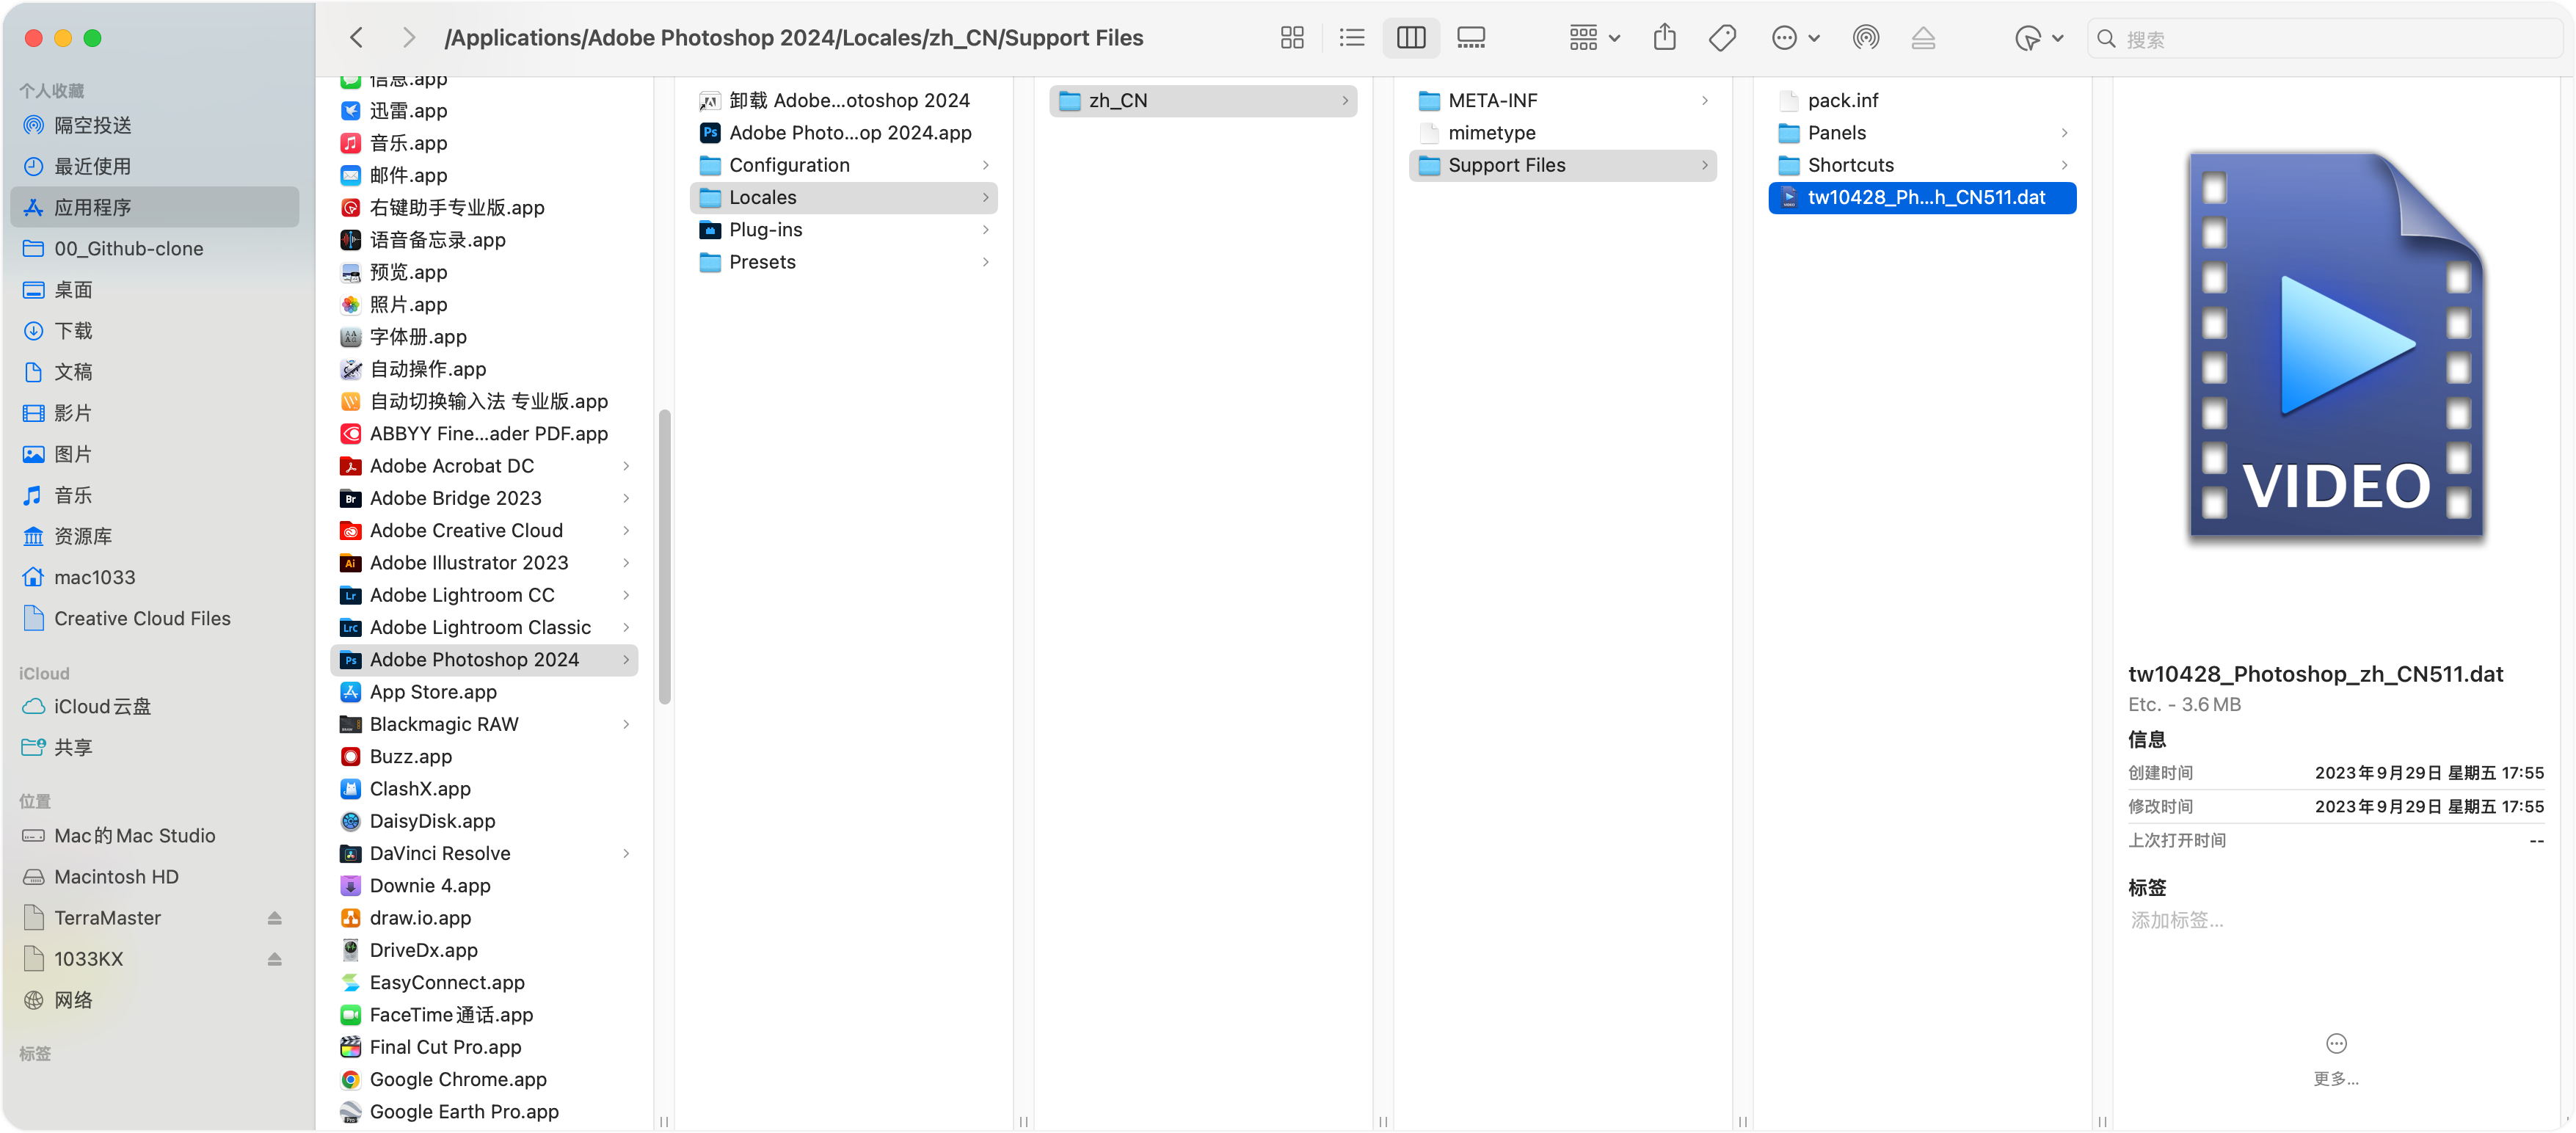 /Applications/Adobe Photoshop 2024/Locales/zh_CN/Support Files
搜索
个人收藏
隔空投送
最近使用
应用程序
00_Github-clone
桌面
下载
文稿
影片
图片
音乐
资源库
mac1033
Creative Cloud Files
iCloud
iCloud云盘
共享
位置
Mac的Mac Studio
Macintosh HD
TerraMaster
1033KX
网络
标签
信息.app
迅雷.app
音乐.app
邮件.app
右键助手专业版.app
语音备忘录.app
预览.app
照片.app
字体册.app
自动操作.app
自动切换输入法 专业版.app
ABBYY Fine...ader PDF.app
Adobe Acrobat DC
Adobe Bridge 2023
Adobe Creative Cloud
Adobe Illustrator 2023
Adobe Lightroom CC
Adobe Lightroom Classic
Adobe Photoshop 2024
App Store.app
Blackmagic RAW
Buzz.app
ClashX.app
DaisyDisk.app
DaVinci Resolve
Downie 4.app
draw.io.app
DriveDx.app
EasyConnect.app
FaceTime通话.app
Final Cut Pro.app
Google Chrome.app
Google Earth Pro.app
卸载 Adobe...otoshop 2024
Adobe Photo...op 2024.app
Configuration
Locales
Plug-ins
Presets
zh_CN
META-INF
mimetype
Support Files
pack.inf
Panels
Shortcuts
tw10428_Ph...h_CN511.dat
VIDEO
tw10428_Photoshop_zh_CN511.dat
Etc. - 3.6 MB
信息
创建时间 2023年9月29日 星期五 17:55
修改时间 2023年9月29日 星期五 17:55
上次打开时间 --
标签
添加标签...
更多...